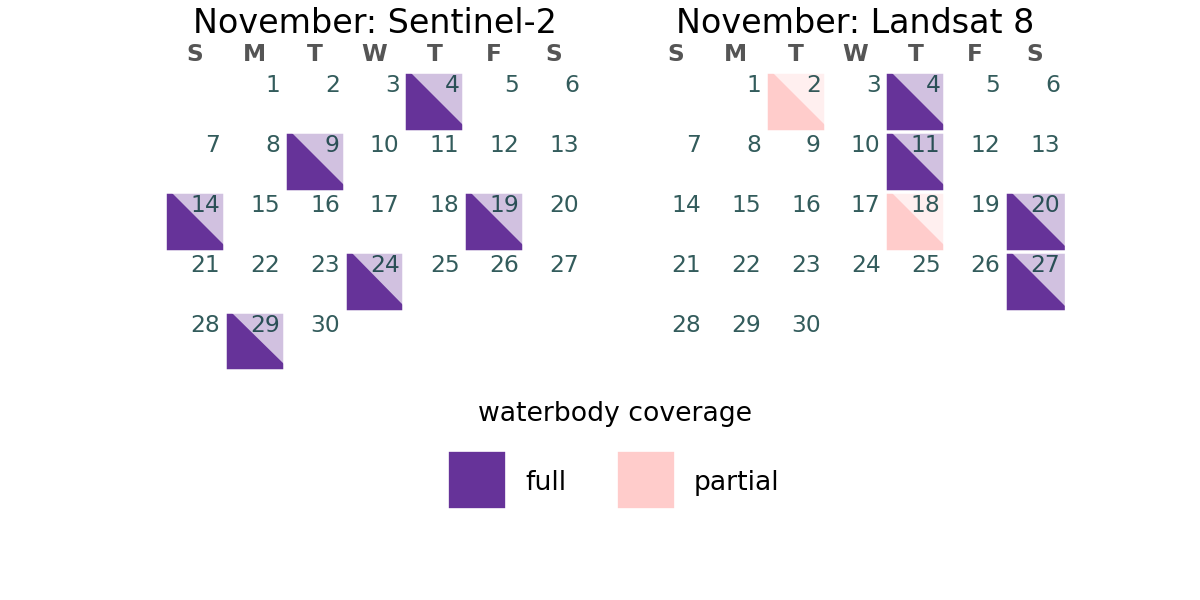 November: Sentinel-2
S M T W T F S
1 2 3 4 5 6
7 8 9 10 11 12 13
14 15 16 17 18 19 20
21 22 23 24 25 26 27
28 29 30
November: Landsat 8
S M T W T F S
1 2 3 4 5 6
7 8 9 10 11 12 13
14 15 16 17 18 19 20
21 22 23 24 25 26 27
28 29 30
waterbody coverage
full
partial